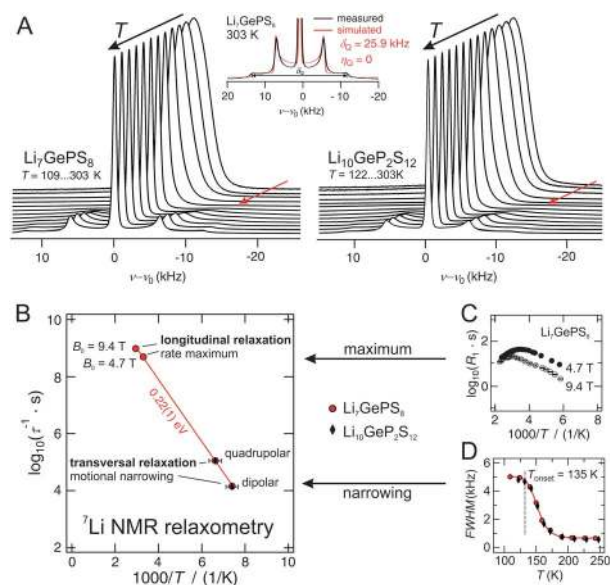 A
T
Li7GePS8
T = 109...303 K
10
0
-10
-20
ν–ν0 (kHz)
Li7GePS8
303 K
measured
simulated
δQ = 25.9 kHz
ηQ = 0
δQ
20
10
0
-10
-20
ν–ν0 (kHz)
T
Li10GeP2S12
T = 122...303K
10
0
-10
-20
ν–ν0 (kHz)
B
10
8
6
4
2
log10(τ⁻¹ · s)
B0 = 9.4 T
B0 = 4.7 T
longitudinal relaxation
rate maximum
0.22(1) eV
quadrupolar
transversal relaxation
motional narrowing
dipolar
⁷Li NMR relaxometry
0
2
4
6
8
10
1000/T / (1/K)
maximum
Li7GePS8
Li10GeP2S12
narrowing
C
Li7GePS8
log10(R1 · s)
2
0
4.7 T
9.4 T
2
3
4
5
6
7
8
1000/T / (1/K)
D
FWHM (kHz)
6
4
2
0
Tonset = 135 K
100
150
200
250
T (K)